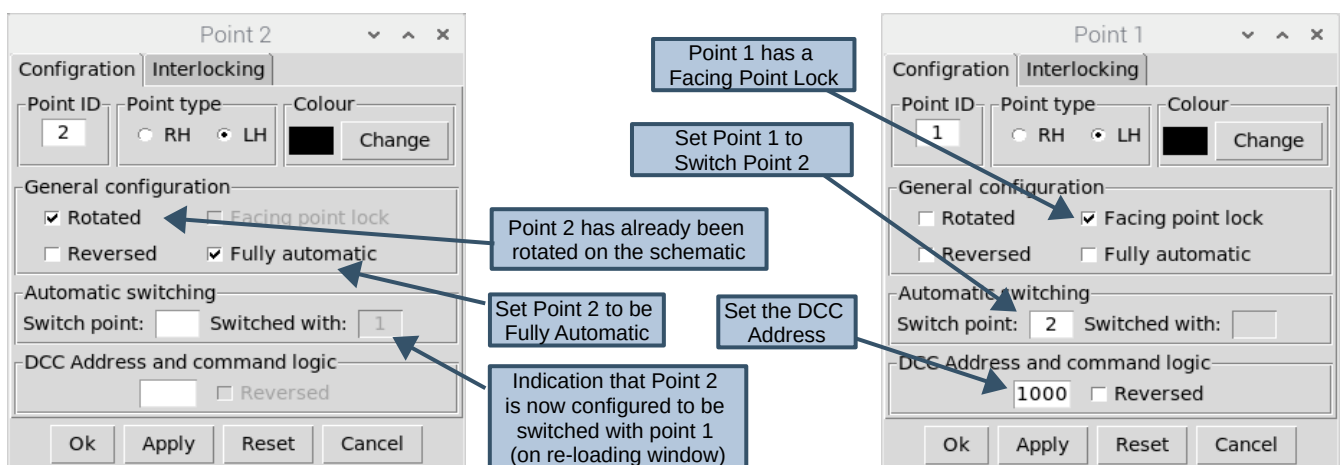 Point 2
Configration Interlocking
Point ID Point type Colour
2 RH LH Change
General configuration
Rotated Facing point lock
Reversed Fully automatic
Automatic switching
Switch point: Switched with: 1
DCC Address and command logic
Reversed
Ok Apply Reset Cancel
Point 1 has a
Facing Point Lock
Set Point 1 to
Switch Point 2
Point 2 has already been
rotated on the schematic
Set Point 2 to be
Fully Automatic
Set the DCC
Address
Indication that Point 2
is now configured to be
switched with point 1
(on re-loading window)
Point 1
Configration Interlocking
Point ID Point type Colour
1 RH LH Change
General configuration
Rotated Facing point lock
Reversed Fully automatic
Automatic switching
Switch point: 2 Switched with:
DCC Address and command logic
1000 Reversed
Ok Apply Reset Cancel